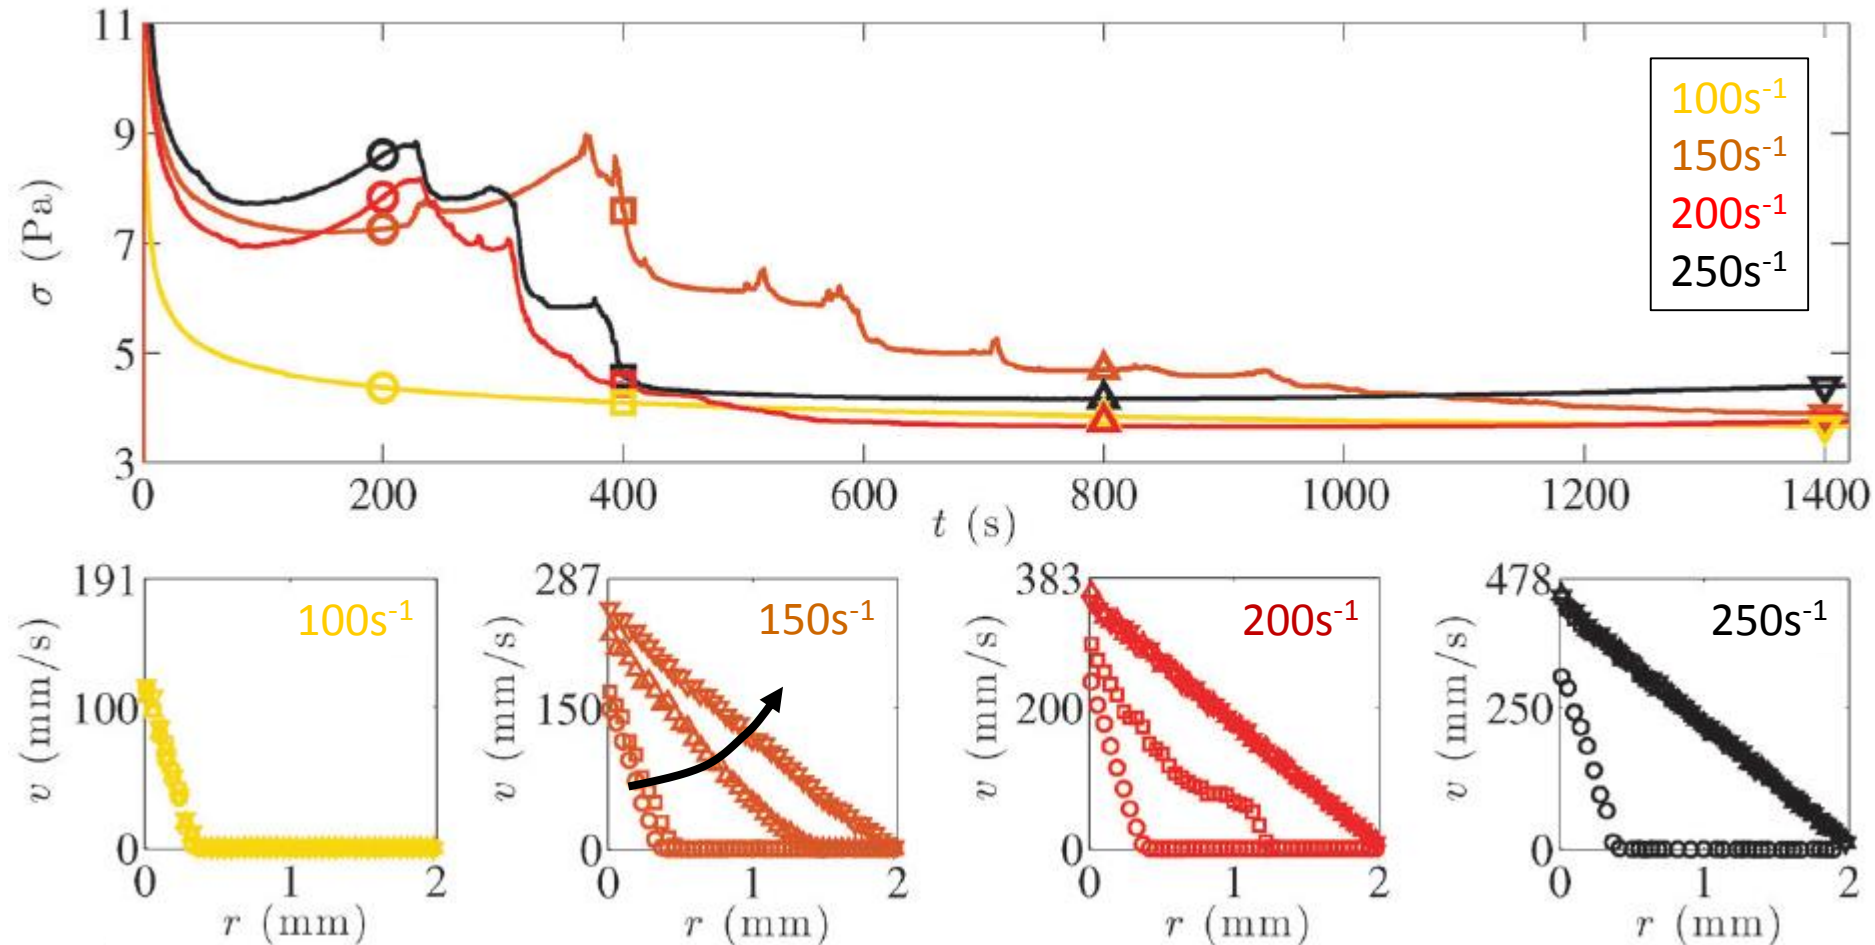 11
9
7
5
3
σ (Pa)
0 200 400 600 800 1000 1200 1400
t (s)
100s⁻¹
150s⁻¹
200s⁻¹
250s⁻¹
191
100
0
v (mm/s)
100s⁻¹
0 1 2
r (mm)
287
150
0
v (mm/s)
150s⁻¹
0 1 2
r (mm)
383
200
0
v (mm/s)
200s⁻¹
0 1 2
r (mm)
478
250
0
v (mm/s)
250s⁻¹
0 1 2
r (mm)